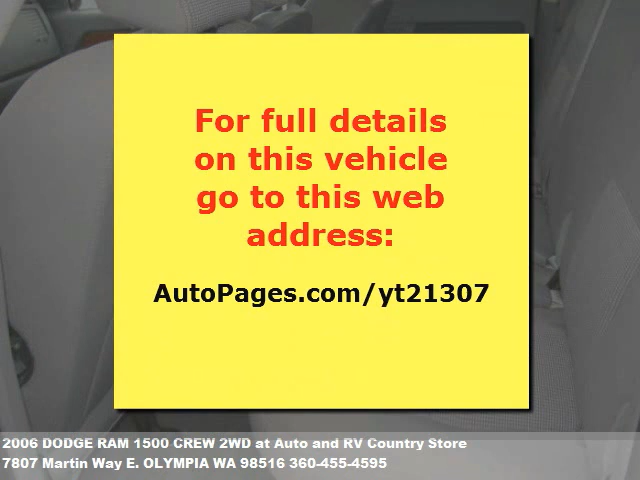 For full details
on this vehicle
go to this web
address:
AutoPages.com/yt21307
2006 DODGE RAM 1500 CREW 2WD at Auto and RV Country Store
7807 Martin Way E. OLYMPIA WA 98516 360-455-4595